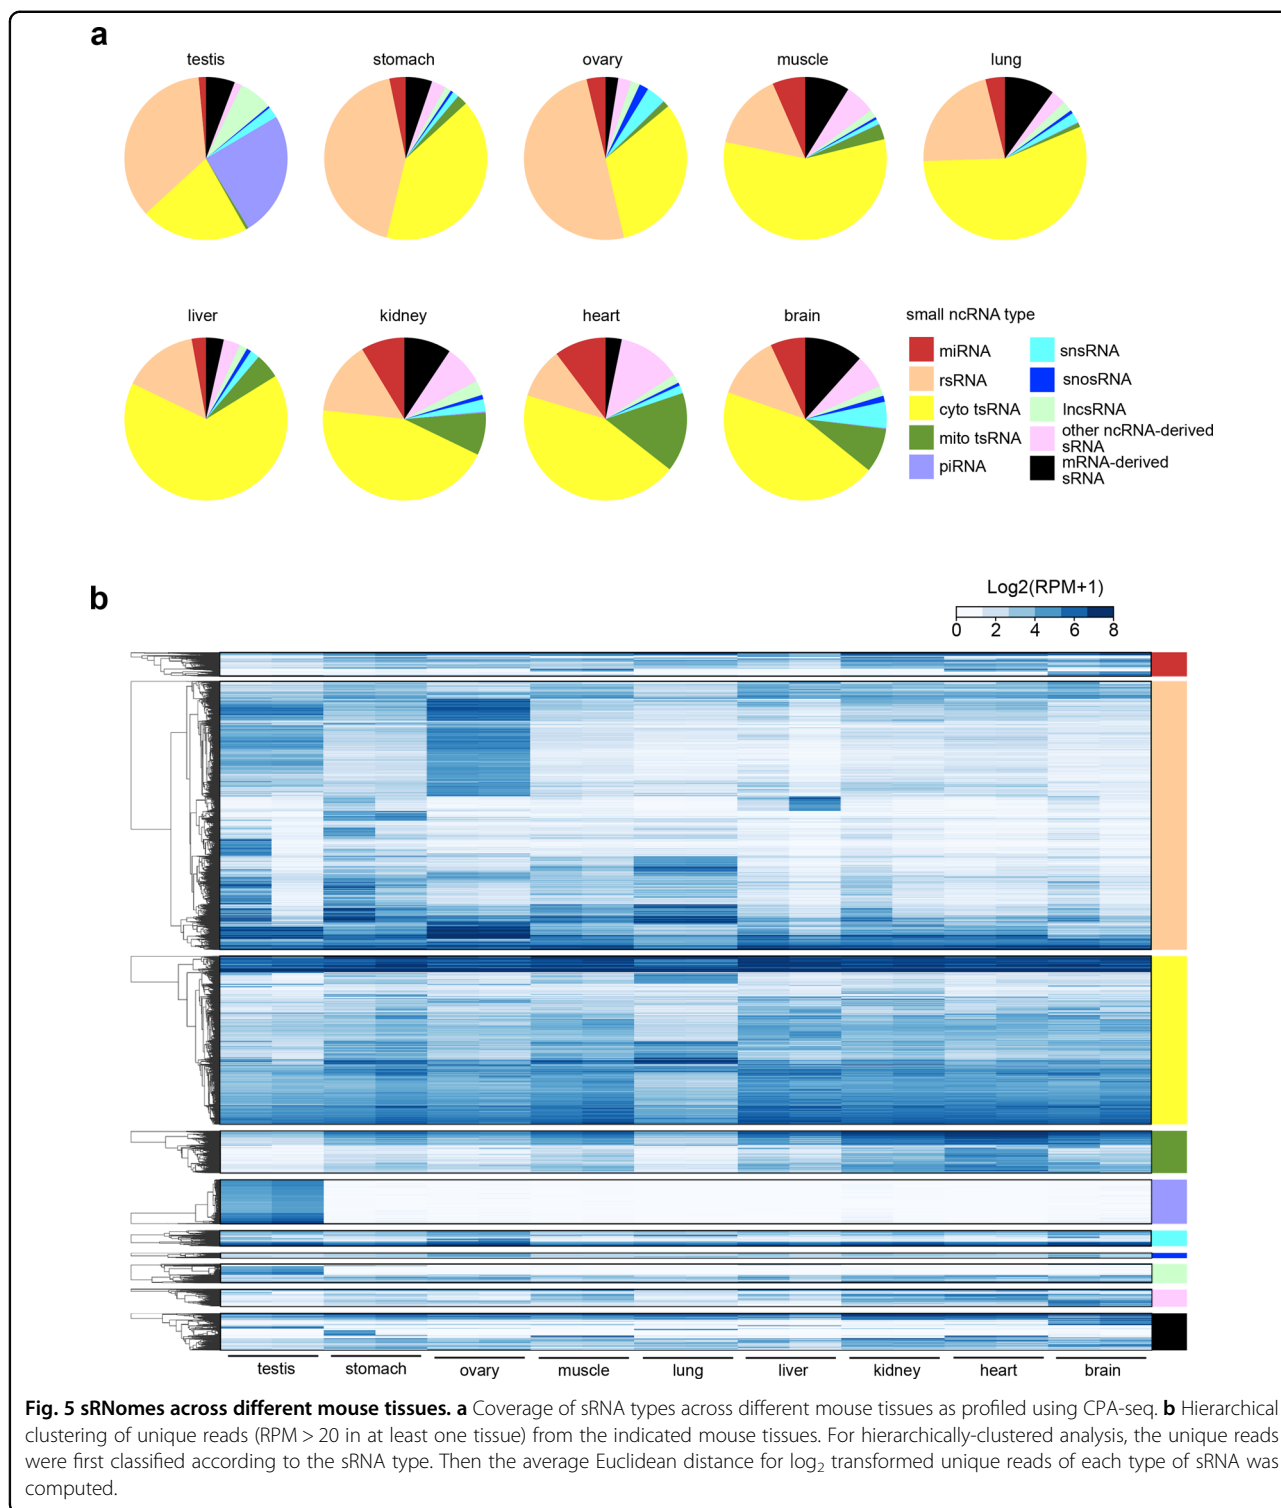 a
testis
stomach
ovary
muscle
lung
liver
kidney
heart
brain
small ncRNA type
miRNA
rsRNA
cyto tsRNA
mito tsRNA
piRNA
snsRNA
snosRNA
lncsRNA
other ncRNA-derived
sRNA
mRNA-derived
sRNA
b
Log2(RPM+1)
0 2 4 6 8
testis stomach ovary muscle lung liver kidney heart brain
Fig. 5 sRNomes across different mouse tissues. a Coverage of sRNA types across different mouse tissues as profiled using CPA-seq. b Hierarchical
clustering of unique reads (RPM > 20 in at least one tissue) from the indicated mouse tissues. For hierarchically-clustered analysis, the unique reads
were first classified according to the sRNA type. Then the average Euclidean distance for log₂ transformed unique reads of each type of sRNA was
computed.